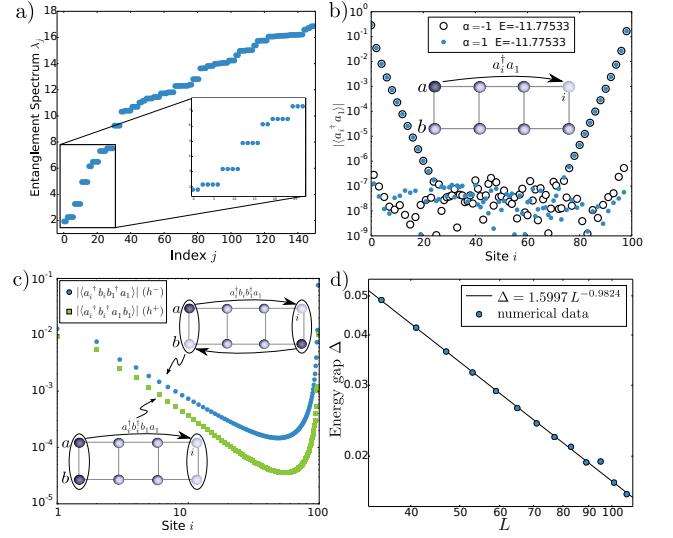 a)
Entanglement Spectrum λj
18
16
14
12
10
8
6
4
2
0 20 40 60 80 100 120 140
Index j
b)
|⟨a_i† a_1⟩|
10^0
10^-1
10^-2
10^-3
10^-4
10^-5
10^-6
10^-7
10^-8
10^-9
α=-1 E=-11.77533
α=1 E=-11.77533
a_i† a_1
a
i
b
0 20 40 60 80 100
Site i
c)
10^-1
10^-2
10^-3
10^-4
10^-5
|⟨a_i† b_i b_1† a_1⟩| (h^-)
|⟨a_i† b_i† a_1 b_1⟩| (h^+)
a_i† b_i b_1† a_1
a
i
b
a_i† b_i† b_1 a_1
a
i
b
1 10 100
Site i
d)
Energy gap Δ
0.05
0.04
0.03
0.02
Δ = 1.5997 L^-0.9824
numerical data
40 50 60 70 80 90 100
L